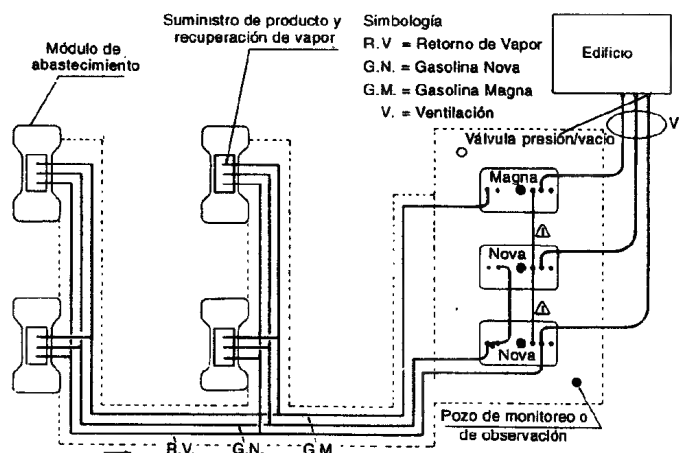 Módulo de
abastecimiento
Suministro de producto y
recuperación de vapor
Simbología
R.V = Retorno de Vapor
G.N. = Gasolina Nova
G.M. = Gasolina Magna
V. = Ventilación
Edificio
V
Válvula presión/vacio
Magna
Nova
Nova
Pozo de monitoreo o
de observación
R.V. G.N. G.M